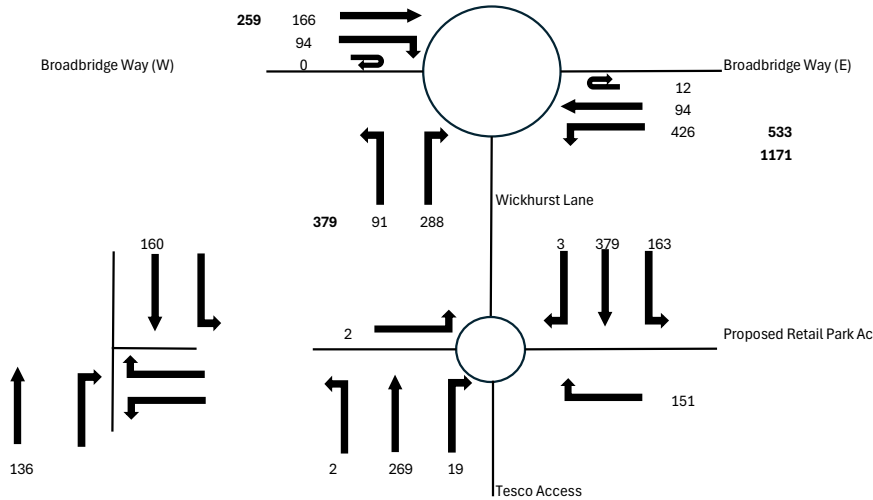 259 166
94
Broadbridge Way (W) 0 Broadbridge Way (E)
12
94
426 533
1171
Wickhurst Lane
379 91 288
160 3 379 163
2 Proposed Retail Park Ac
151
136 2 269 19
Tesco Access